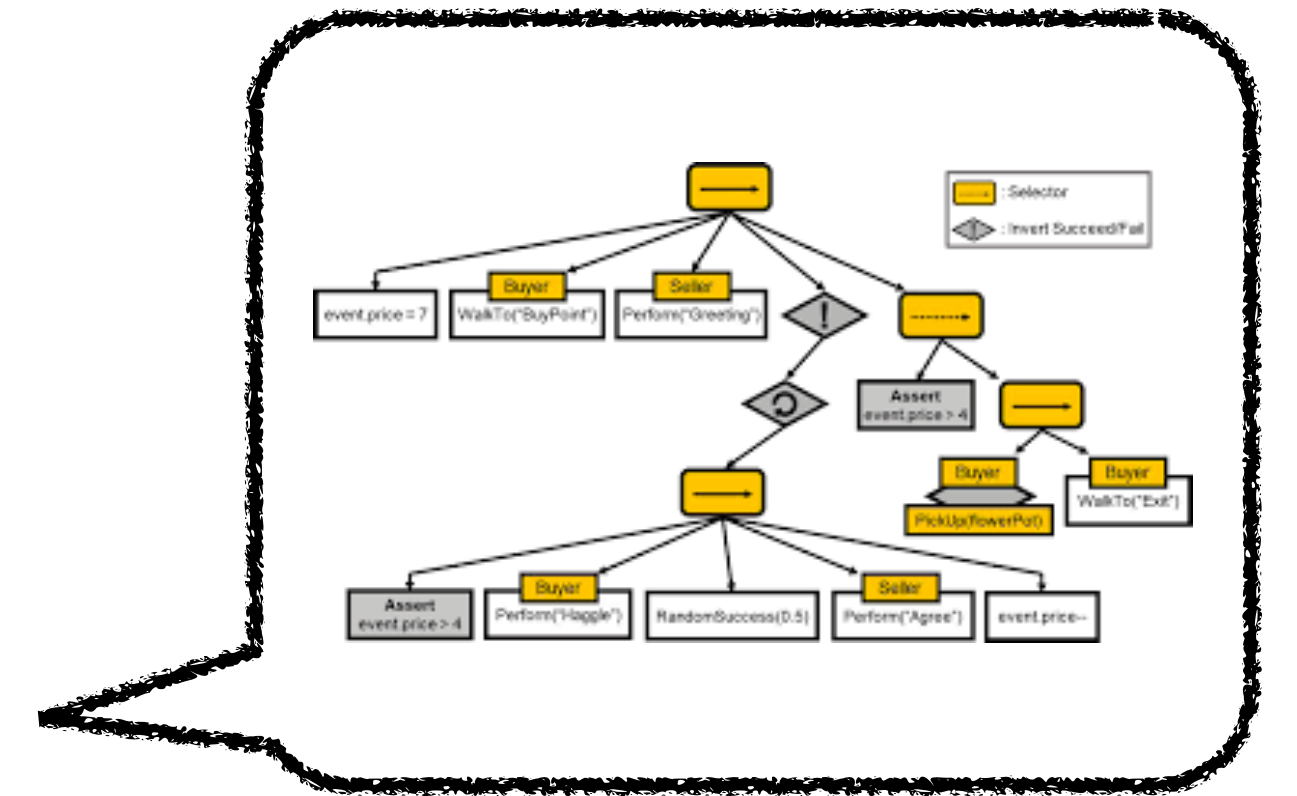 : Selector
: Invert Succeed/Fail
Buyer
Seller
event.price = 7
WalkTo("BuyPoint")
Perform("Greeting")
!
Assert
event.price > 4
Buyer
Buyer
WalkTo("Exit")
PickUp(flowerPot)
Buyer
Seller
Assert
event.price > 4
Perform("Haggle")
RandomSuccess(0.5)
Perform("Agree")
event.price--